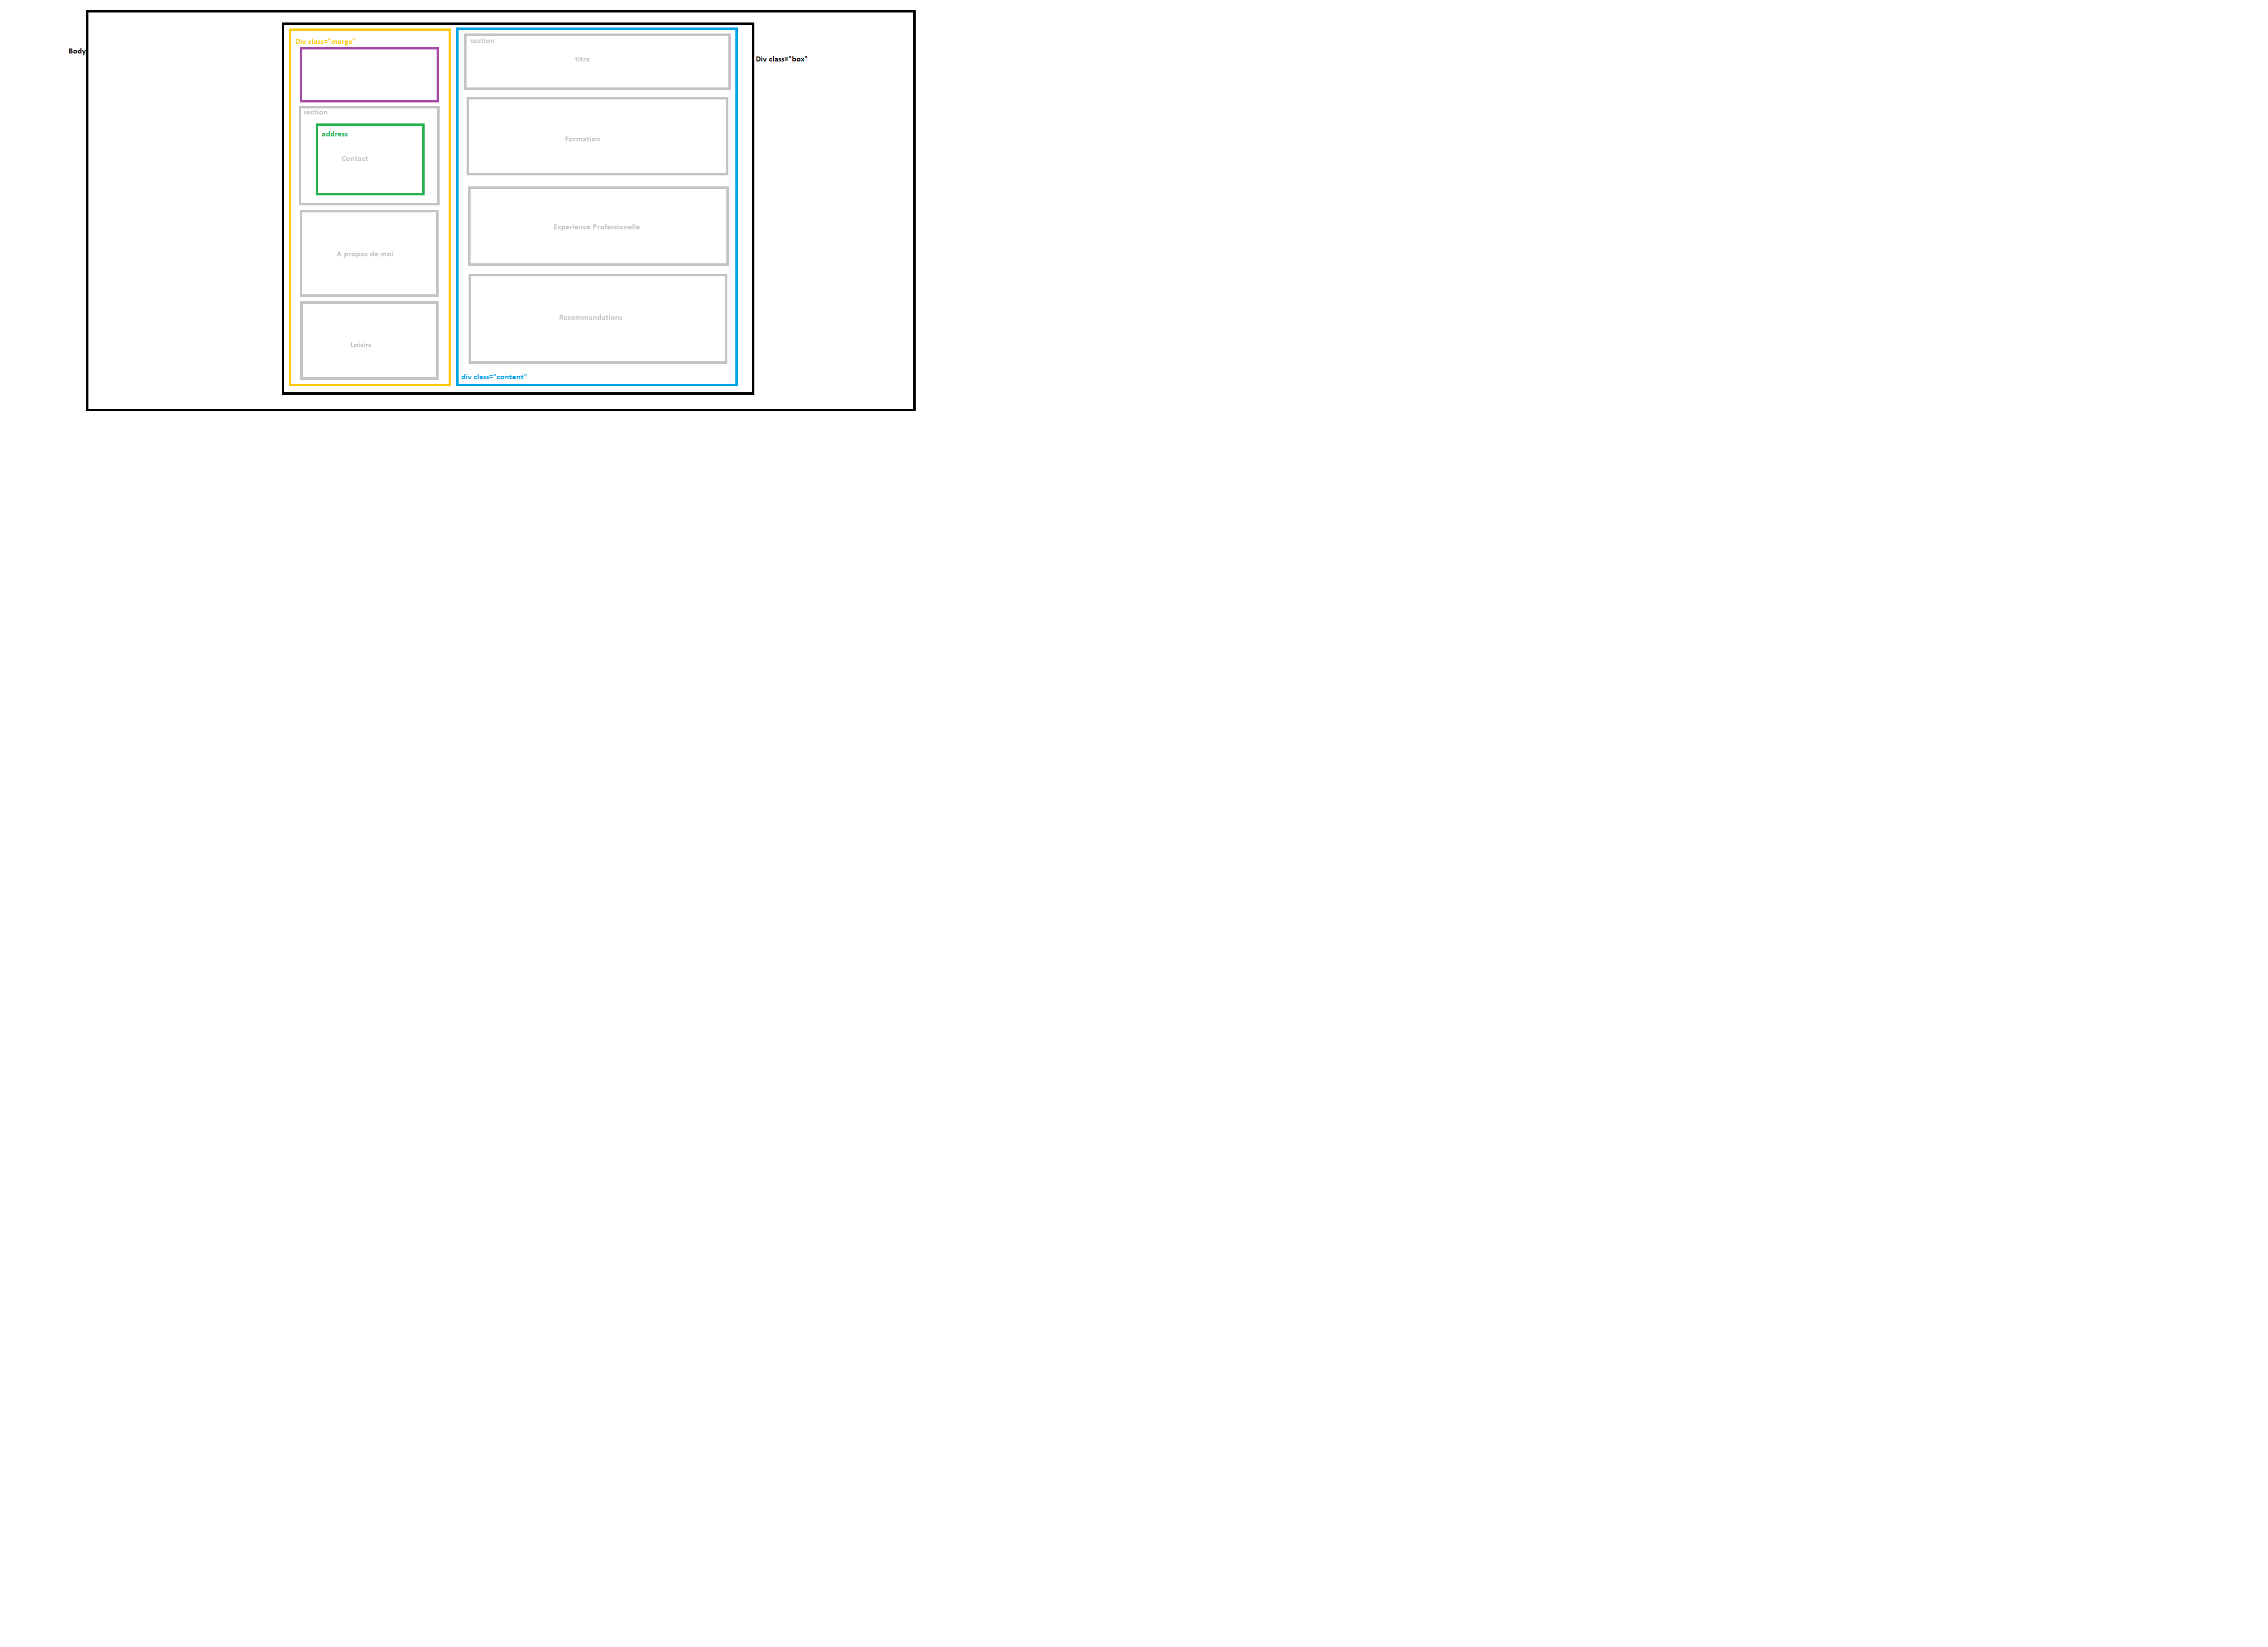 Body
Div class="marge"
section
address
Contact
A propos de moi
Loisirs
section
titre
Formation
Experience Professionelle
Recommandations
div class="content"
Div class="box"